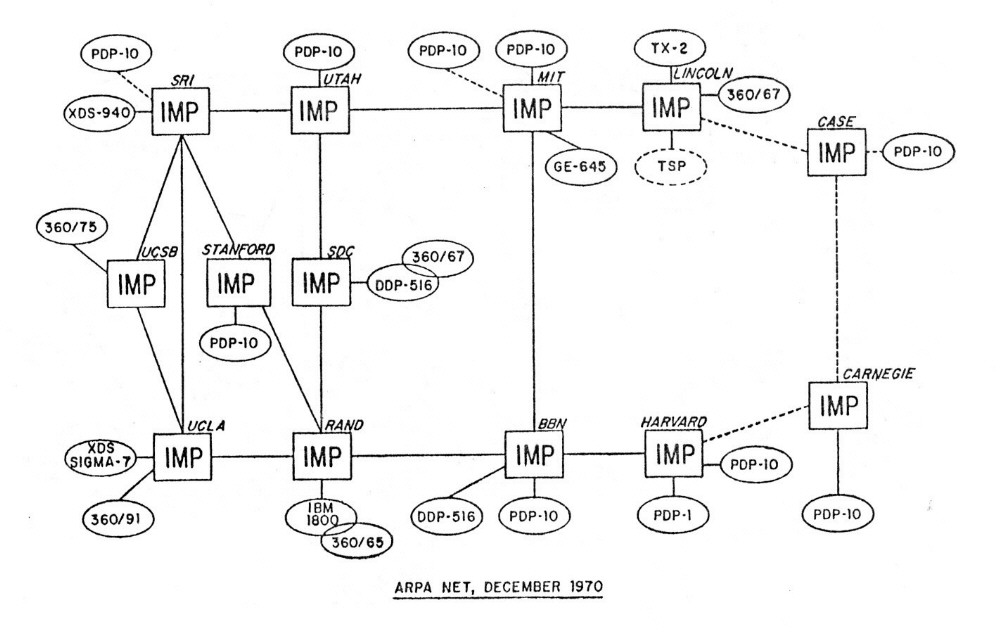 PDP-10
PDP-10
PDP-10
PDP-10
TX-2
SRI
UTAH
MIT
LINCOLN
XDS-940
IMP
IMP
IMP
IMP
360/67
CASE
IMP
PDP-10
GE-645
TSP
360/75
UCSB
STANFORD
SDC
360/67
IMP
IMP
IMP
DDP-516
PDP-10
CARNEGIE
IMP
UCLA
RAND
BBN
HARVARD
XDS
SIGMA-7
IMP
IMP
IMP
IMP
PDP-10
360/91
IBM
1800
360/65
DDP-516
PDP-10
PDP-1
PDP-10
ARPA NET, DECEMBER 1970